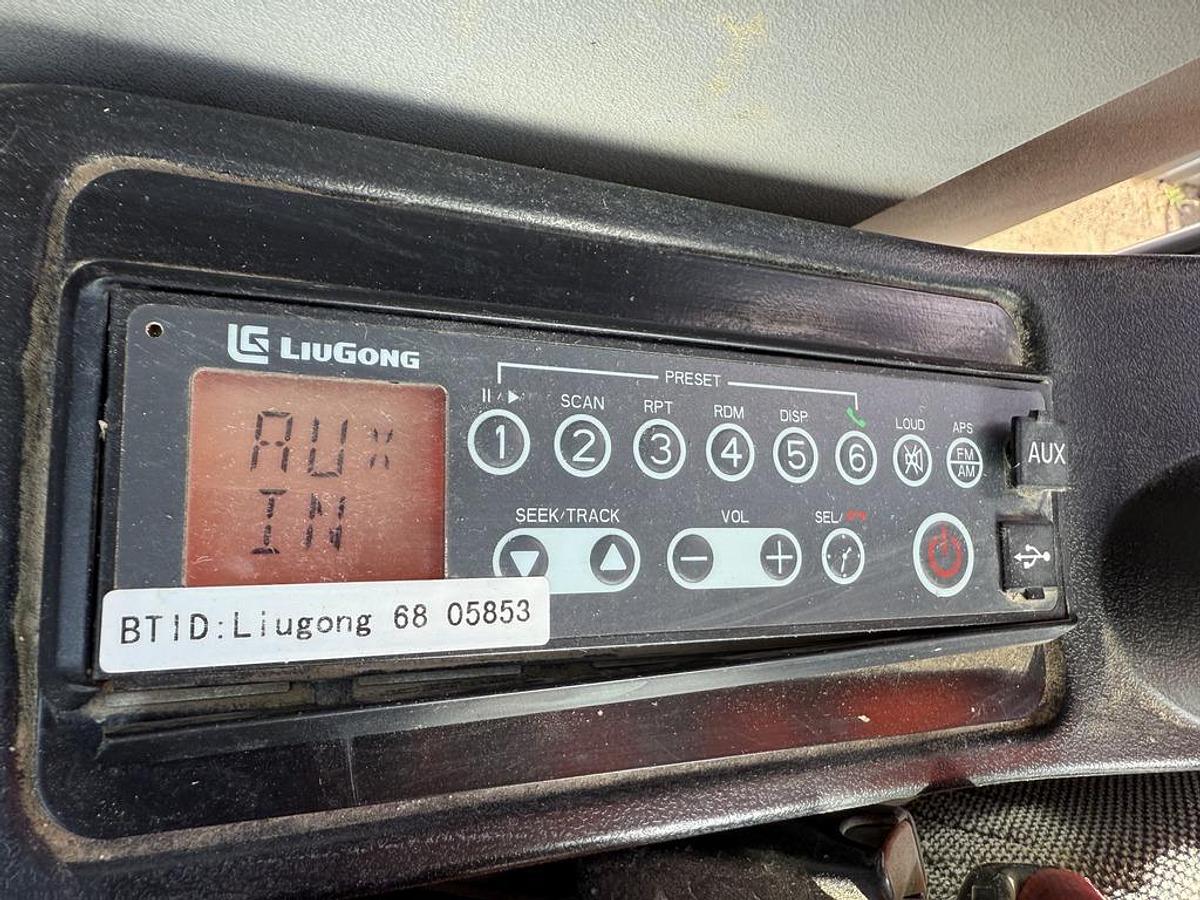 LG LIUGONG
PRESET
SCAN RPT RDM DISP LOUD APS
1 2 3 4 5 6 FM AM
AUX
AUX
IN
SEEK/TRACK VOL SEL/
BTID:Liugong 68 05853